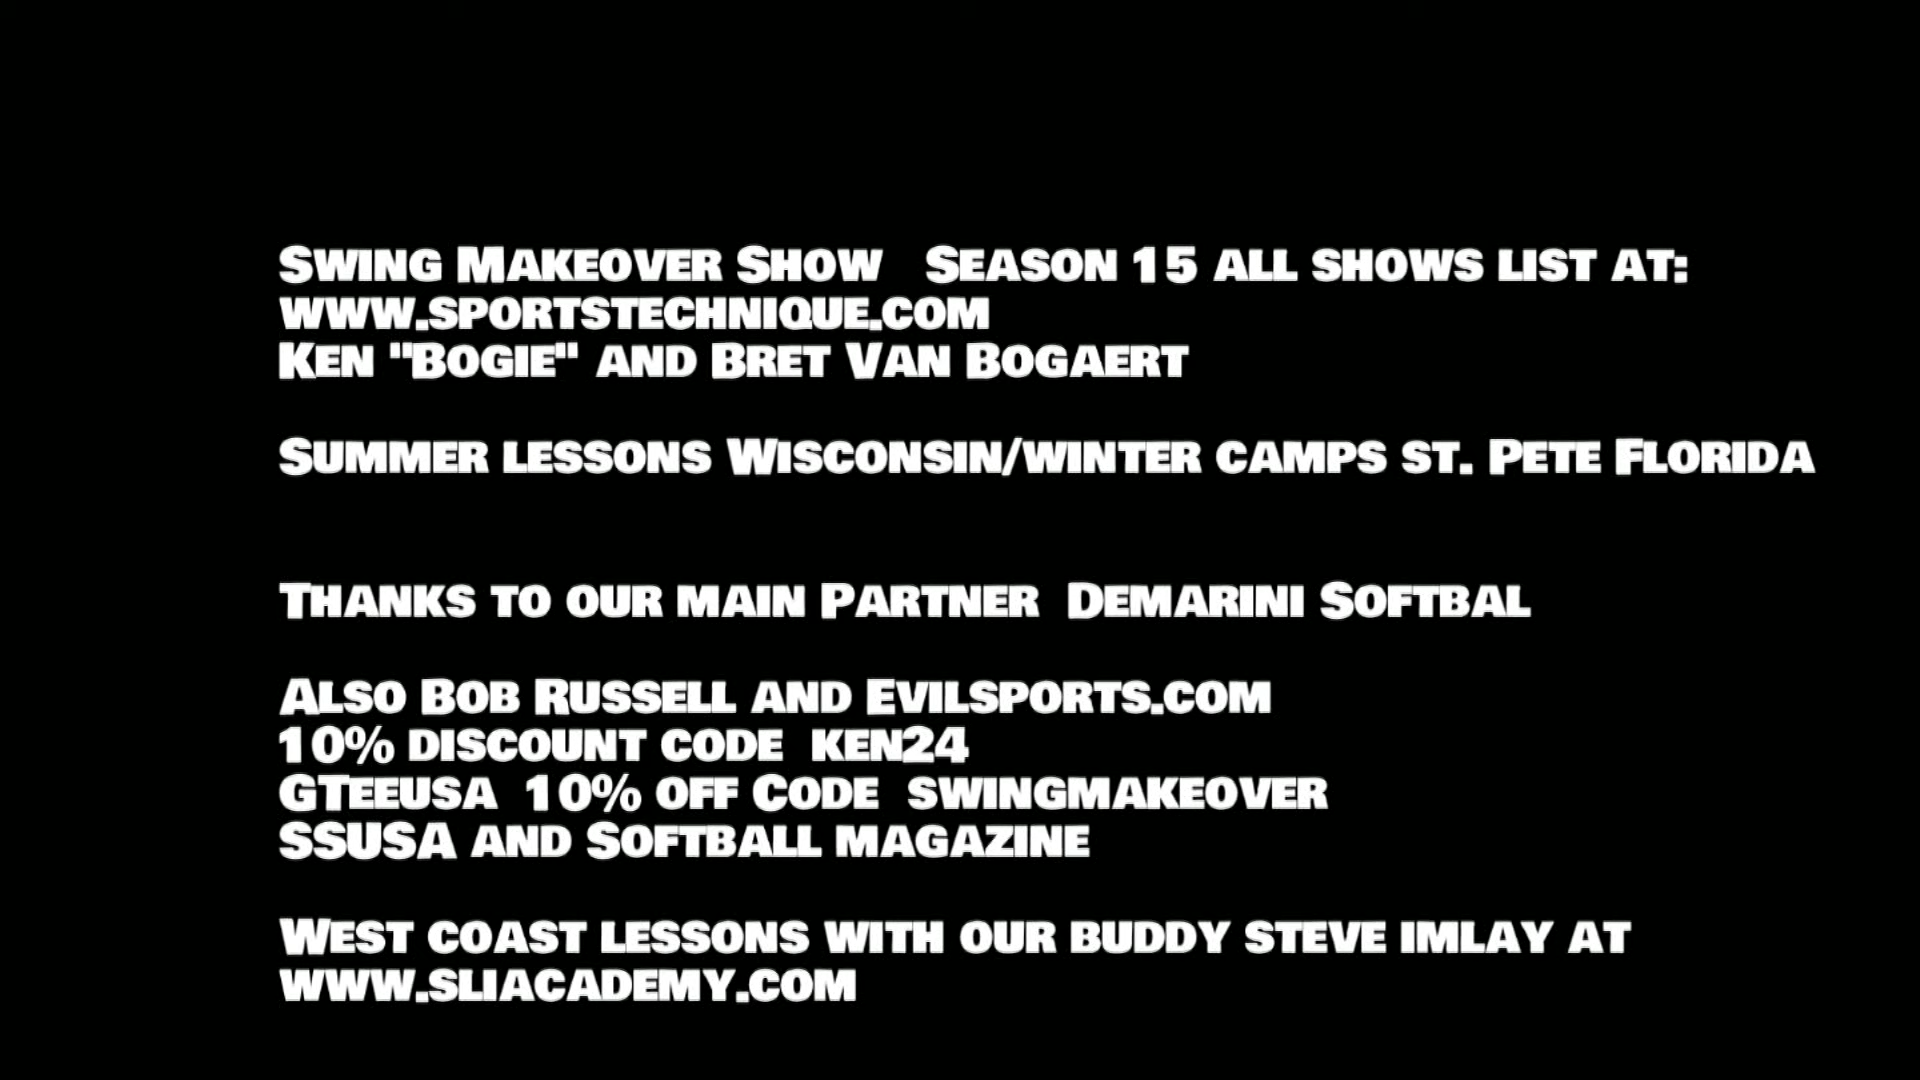 Swing Makeover Show   Season 15 all shows list at:
www.sportstechnique.com
Ken "Bogie" and Bret Van Bogaert
Summer lessons Wisconsin/winter camps st. Pete Florida
Thanks to our main Partner  Demarini Softbal
Also Bob Russell and Evilsports.com
10% discount code  ken24
GTeeusa  10% off Code  swingmakeover
SSUSA and Softball magazine
West coast lessons with our buddy steve imlay at
www.sliacademy.com